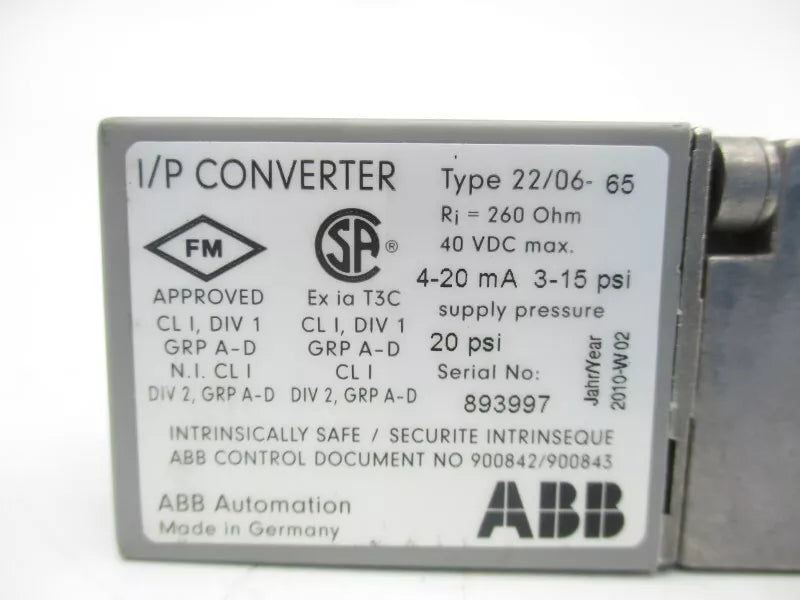 I/P CONVERTER
Type 22/06- 65
Ri = 260 Ohm
40 VDC max.
4-20 mA 3-15 psi
supply pressure
20 psi
Serial No:
893997
Jahr/Year
2010-W02
FM
APPROVED
CL I, DIV 1
GRP A-D
N.I. CL I
DIV 2, GRP A-D
SA ®
Ex ia T3C
CL I, DIV 1
GRP A-D
CL I
DIV 2, GRP A-D
INTRINSICALLY SAFE / SECURITE INTRINSEQUE
ABB CONTROL DOCUMENT NO 900842/900843
ABB Automation
Made in Germany
ABB